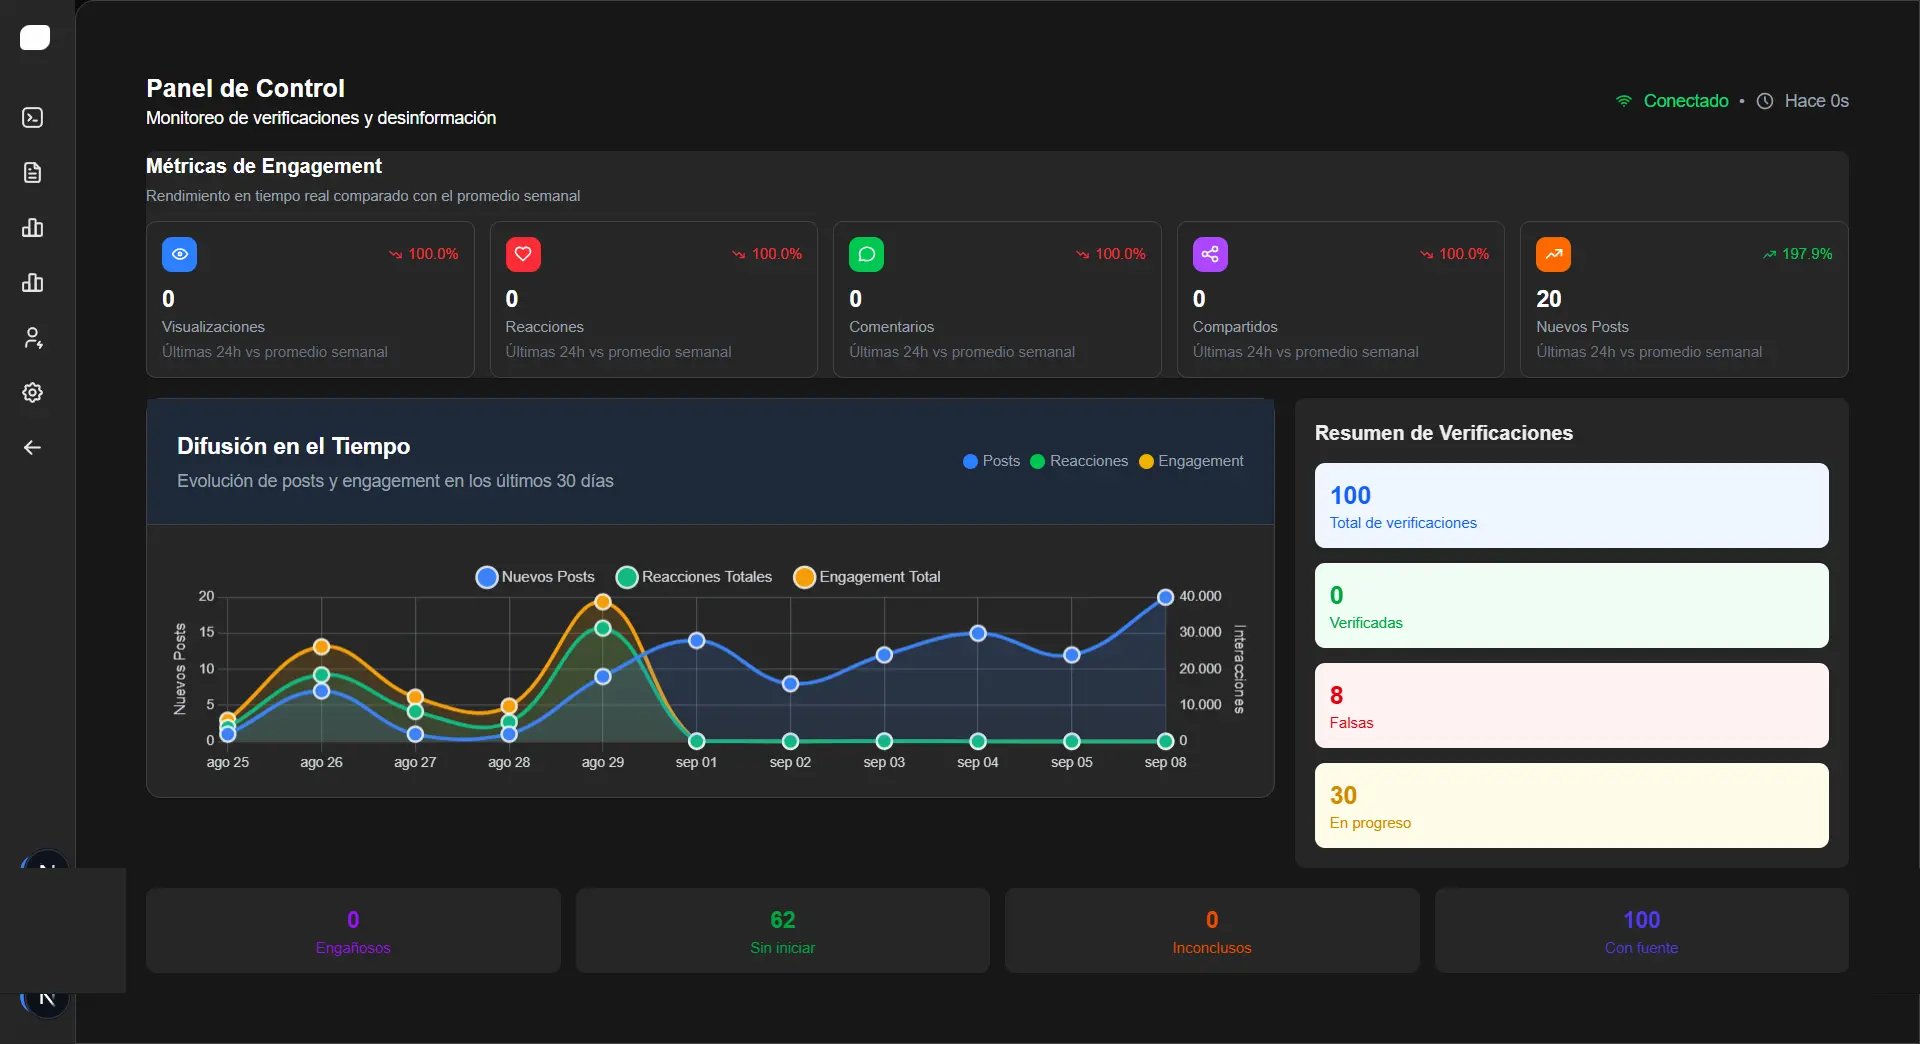 Panel de Control
Monitoreo de verificaciones y desinformación
Conectado • Hace 0s
Métricas de Engagement
Rendimiento en tiempo real comparado con el promedio semanal
100.0%
0
Visualizaciones
Últimas 24h vs promedio semanal
100.0%
0
Reacciones
Últimas 24h vs promedio semanal
100.0%
0
Comentarios
Últimas 24h vs promedio semanal
100.0%
0
Compartidos
Últimas 24h vs promedio semanal
197.9%
20
Nuevos Posts
Últimas 24h vs promedio semanal
Difusión en el Tiempo
Evolución de posts y engagement en los últimos 30 días
Posts Reacciones Engagement
Nuevos Posts Reacciones Totales Engagement Total
Nuevos Posts
20
15
10
5
0
40.000
30.000
20.000
10.000
0
Interacciones
ago 25 ago 26 ago 27 ago 28 ago 29 sep 01 sep 02 sep 03 sep 04 sep 05 sep 08
Resumen de Verificaciones
100
Total de verificaciones
0
Verificadas
8
Falsas
30
En progreso
0
Engañosos
62
Sin iniciar
0
Inconclusos
100
Con fuente
N